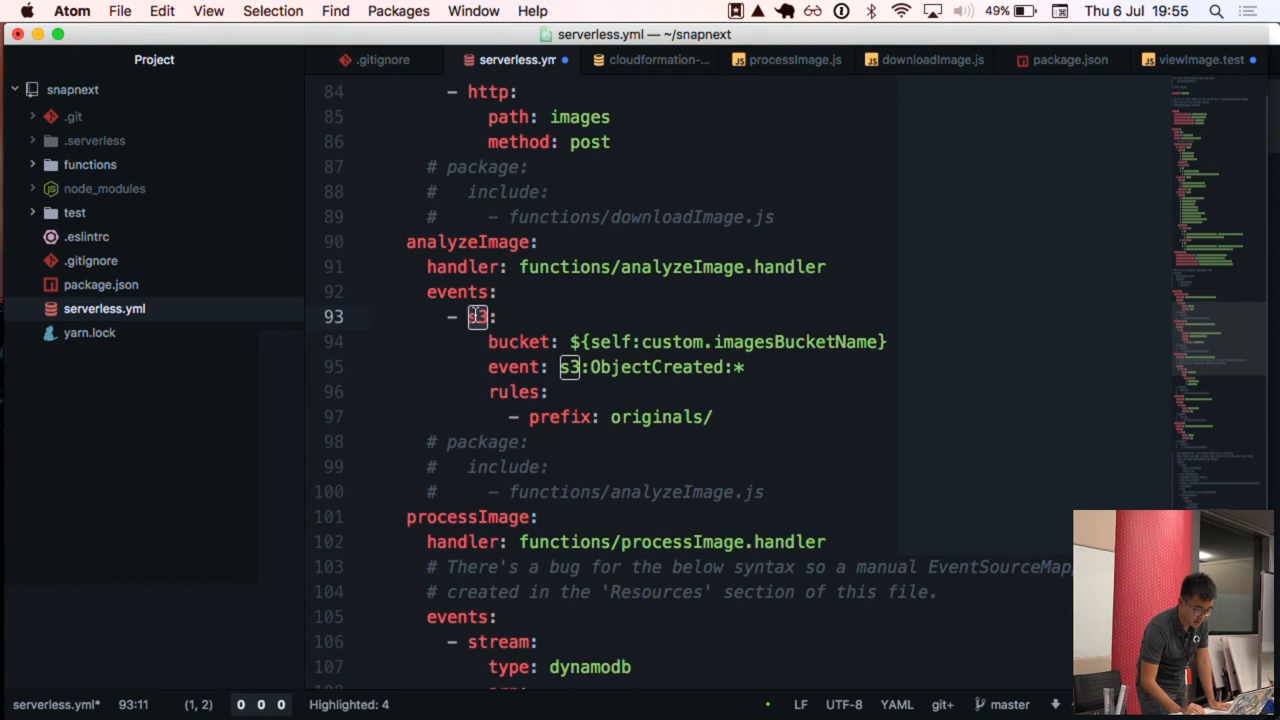 Atom File Edit View Selection Find Packages Window Help 49% Thu 6 Jul 19:55
serverless.yml — ~/snapnext
Project
.gitignore serverless.ym cloudformation-... processImage.js downloadImage.js package.json viewImage.test
snapnext
.git
.serverless
functions
node_modules
test
.eslintrc
.gitignore
package.json
serverless.yml
yarn.lock
84 - http:
85 path: images
86 method: post
87 # package:
88 # include:
89 # - functions/downloadImage.js
90 analyzeImage:
91 handler: functions/analyzeImage.handler
92 events:
93 - s3:
94 bucket: ${self:custom.imagesBucketName}
95 event: s3:ObjectCreated:*
96 rules:
97 - prefix: originals/
98 # package:
99 # include:
100 # - functions/analyzeImage.js
101 processImage:
102 handler: functions/processImage.handler
103 # There's a bug for the below syntax so a manual EventSourceMapp
104 # created in the 'Resources' section of this file.
105 events:
106 - stream:
107 type: dynamodb
serverless.yml* 93:11 (1, 2) 0 0 0 Highlighted: 4 LF UTF-8 YAML git+ master